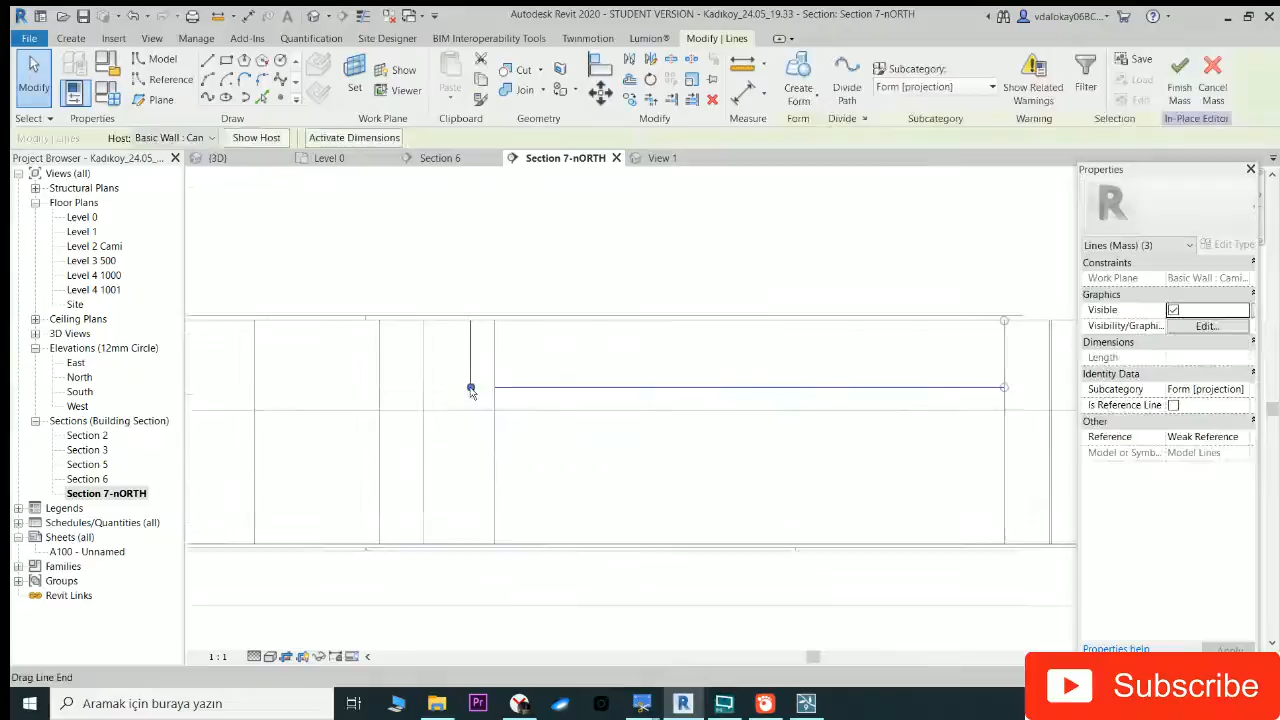 Autodesk Revit 2020 - STUDENT VERSION - Kadıkoy_24.05_19.33 - Section: Section 7-nORTH
vdalokay06BC...
File Create Insert View Manage Add-Ins Quantification Site Designer BIM Interoperability Tools Twinmotion Lumion® Modify | Lines
Model Cut Show Subcategory: Save
Reference Load
Form [projection]
Plane Viewer Join Edit
Modify Set Paste Create Form Divide Path Show Related Warnings Filter Finish Mass Cancel Mass
Select Properties Draw Work Plane Clipboard Geometry Modify Measure Form Divide Subcategory Warning Selection In-Place Editor
Modify | Lines Host: Basic Wall : Can Show Host Activate Dimensions
Project Browser - Kadıkoy_24.05_...
(3D) Level 0 Section 6 Section 7-nORTH View 1
Views (all)
Structural Plans
Floor Plans
Level 0
Level 1
Level 2 Cami
Level 3 500
Level 4 1000
Level 4 1001
Site
Ceiling Plans
3D Views
Elevations (12mm Circle)
East
North
South
West
Sections (Building Section)
Section 2
Section 3
Section 5
Section 6
Section 7-nORTH
Legends
Schedules/Quantities (all)
Sheets (all)
A100 - Unnamed
Families
Groups
Revit Links
Properties
R
Lines (Mass) (3) Edit Type
Constraints
Work Plane Basic Wall : Cami...
Graphics
Visible
Visibility/Graphi... Edit...
Dimensions
Length
Identity Data
Subcategory Form [projection]
Is Reference Line
Other
Reference Weak Reference
Model or Symb... Model Lines
Properties help Apply
1 : 1
Drag Line End
Aramak için buraya yazın
Pr
R
Subscribe